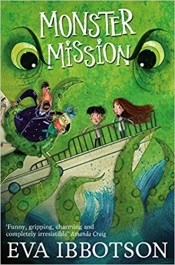 MONSTER
MISSION
'Funny, gripping, charming and
completely irresistible' Amanda Craig
EVA IBBOTSON